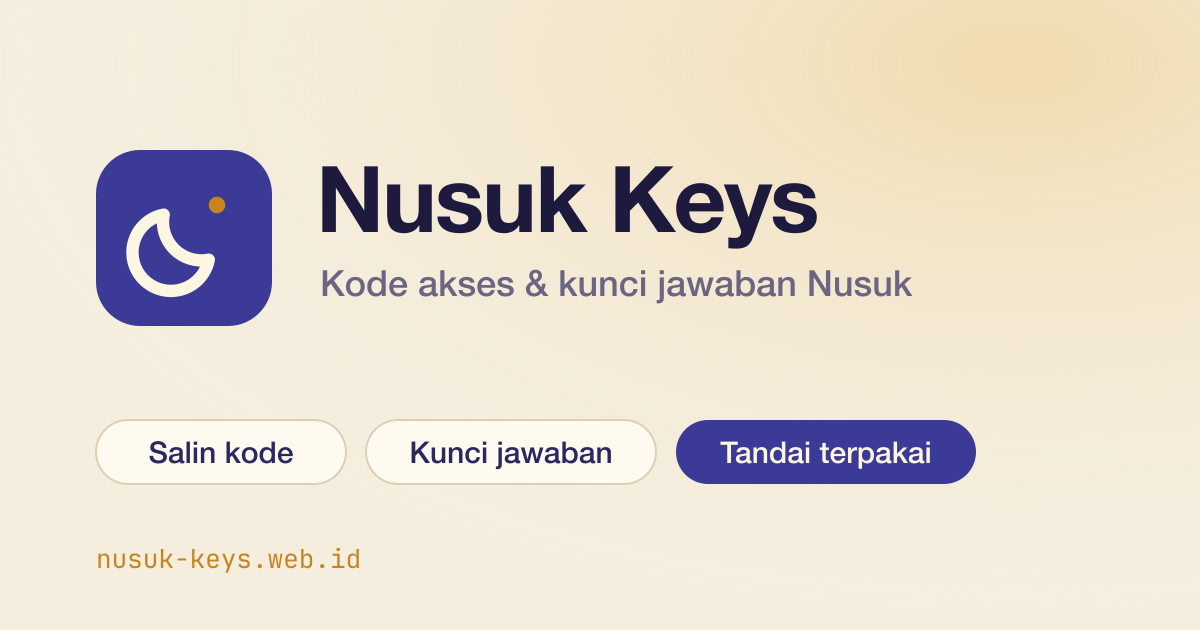 Nusuk Keys
Kode akses & kunci jawaban Nusuk
Salin kode
Kunci jawaban
Tandai terpakai
nusuk-keys.web.id